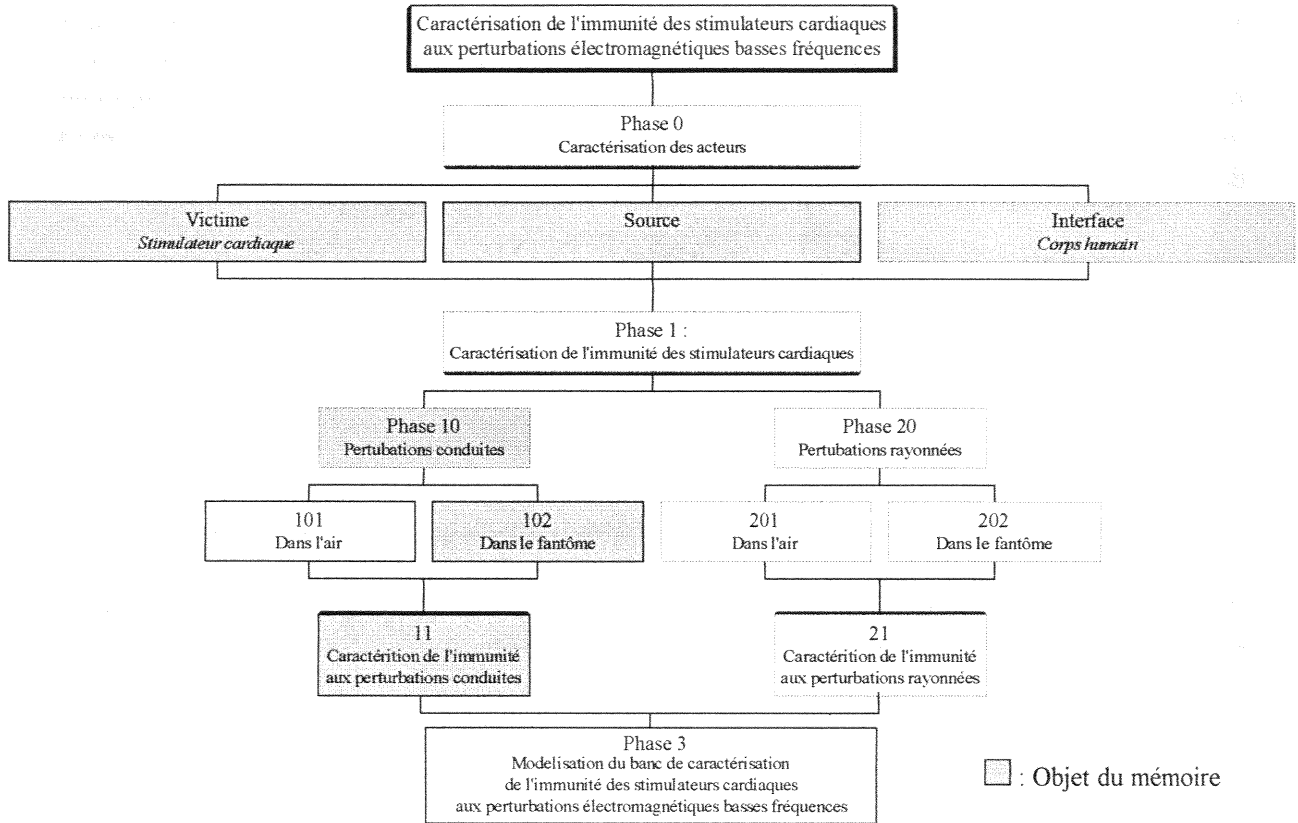 Caractérisation de l'immunité des stimulateurs cardiaques
aux perturbations électromagnétiques basses fréquences
Phase 0
Caractérisation des acteurs
Victime
Stimulateur cardiaque
Source
Interface
Corps humain
Phase 1 :
Caractérisation de l'immunité des stimulateurs cardiaques
Phase 10
Pertubations conduites
Phase 20
Pertubations rayonnées
101
Dans l'air
102
Dans le fantôme
201
Dans l'air
202
Dans le fantôme
11
Caractérition de l'immunité
aux perturbations conduites
21
Caractérition de l'immunité
aux perturbations rayonnées
Phase 3
Modelisation du banc de caractérisation
de l'immunité des stimulateurs cardiaques
aux perturbations électromagnétiques basses fréquences
: Objet du mémoire